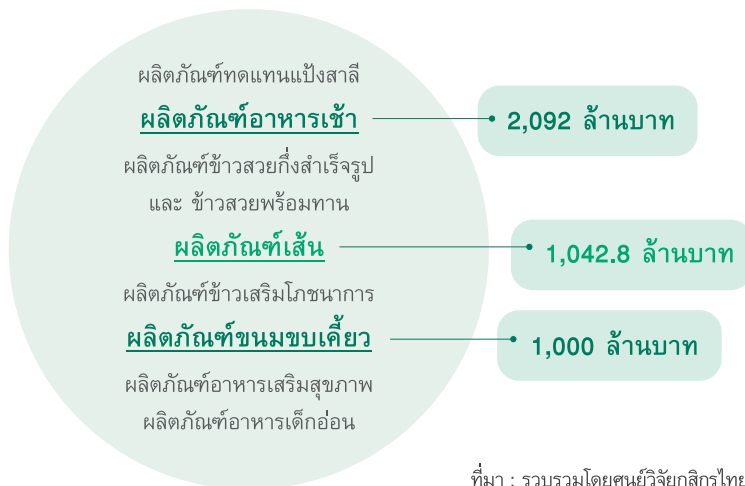 ผลิตภัณฑ์ทดแทนแป้งสาลี
ผลิตภัณฑ์อาหารเช้า
2,092 ล้านบาท
ผลิตภัณฑ์ข้าวสวยกึ่งสำเร็จรูป
และ ข้าวสวยพร้อมทาน
ผลิตภัณฑ์เส้น
1,042.8 ล้านบาท
ผลิตภัณฑ์ข้าวเสริมโภชนาการ
ผลิตภัณฑ์ขนมขบเคี้ยว
1,000 ล้านบาท
ผลิตภัณฑ์อาหารเสริมสุขภาพ
ผลิตภัณฑ์อาหารเด็กอ่อน
ที่มา : รวบรวมโดยศูนย์วิจัยกสิกรไทย